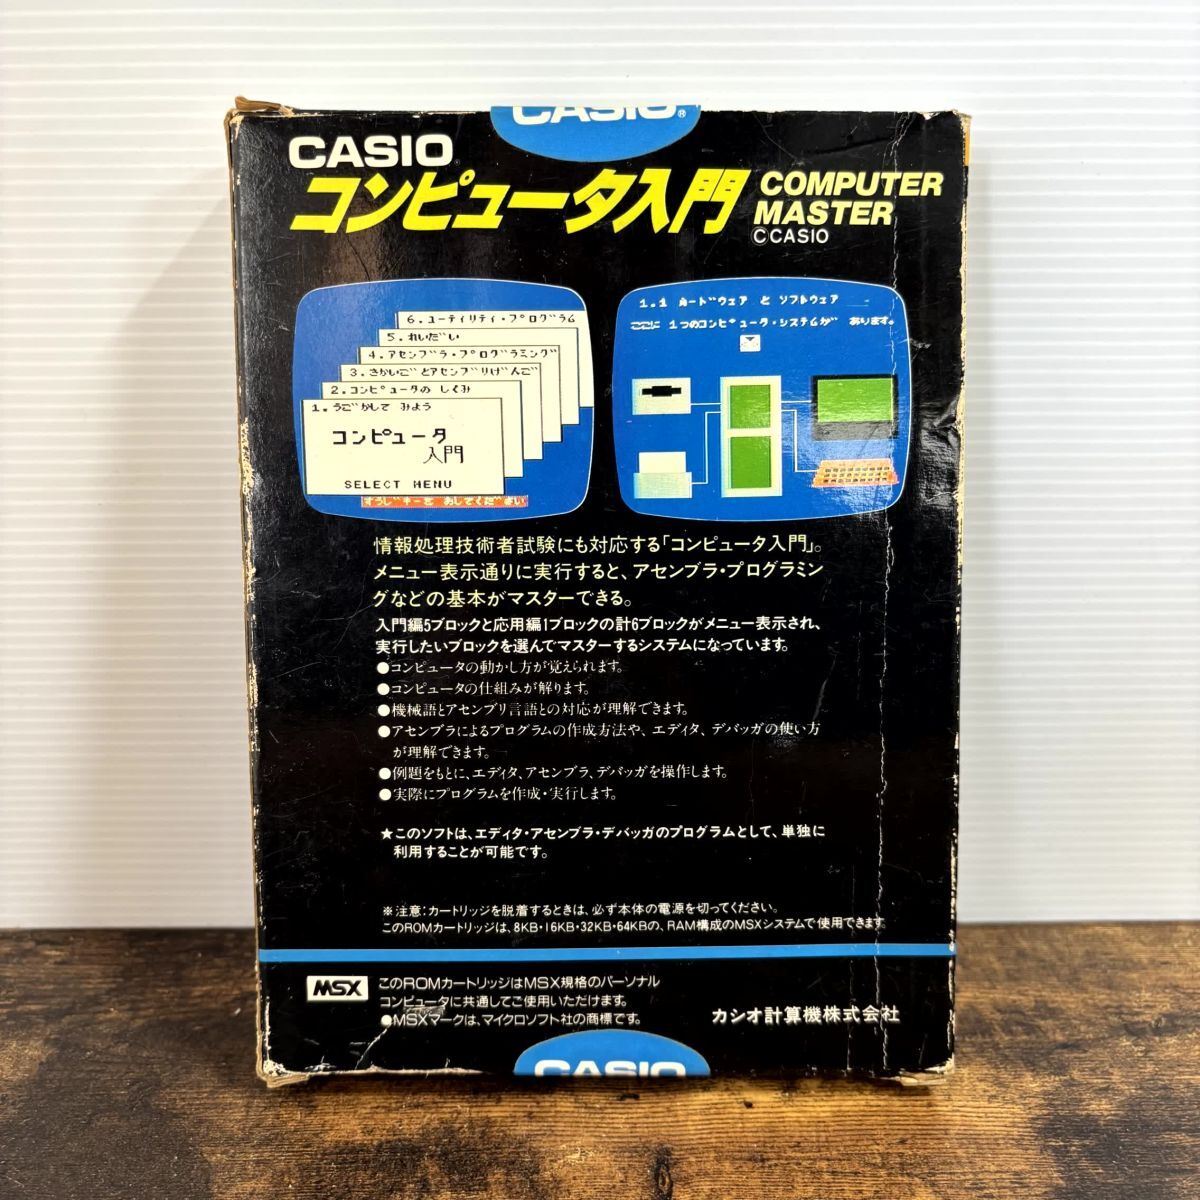 CASIO®
CASIO
コンピュータ入門
COMPUTER
MASTER
©CASIO
6.ユーティリティ・プログラム
5.れいだい
4.アセンブラ・プログラミング
3.きかいごとアセンブリげんご
2.コンピュータの しくみ
1.うごかして みよう
コンピュータ
入門
SELECT MENU
すうじキーを おしてください
1.1 ハードウェア と ソフトウェア
ここに 1つのコンピュータ・システムが あります。
情報処理技術者試験にも対応する「コンピュータ入門」。
メニュー表示通りに実行すると、アセンブラ・プログラミン
グなどの基本がマスターできる。
入門編5ブロックと応用編1ブロックの計6ブロックがメニュー表示され、
実行したいブロックを選んでマスターするシステムになっています。
●コンピュータの動かし方が覚えられます。
●コンピュータの仕組みが解ります。
●機械語とアセンブリ言語との対応が理解できます。
●アセンブラによるプログラムの作成方法や、エディタ、デバッガの使い方
が理解できます。
●例題をもとに、エディタ、アセンブラ、デバッガを操作します。
●実際にプログラムを作成・実行します。
★このソフトは、エディタ・アセンブラ・デバッガのプログラムとして、単独に
利用することが可能です。
※注意：カートリッジを脱着するときは、必ず本体の電源を切ってください。
このROMカートリッジは、8KB・16KB・32KB・64KBの、RAM構成のMSXシステムで使用できます。
MSX
このROMカートリッジはMSX規格のパーソナル
コンピュータに共通してご使用いただけます。
●MSXマークは、マイクロソフト社の商標です。
カシオ計算機株式会社
CASIO